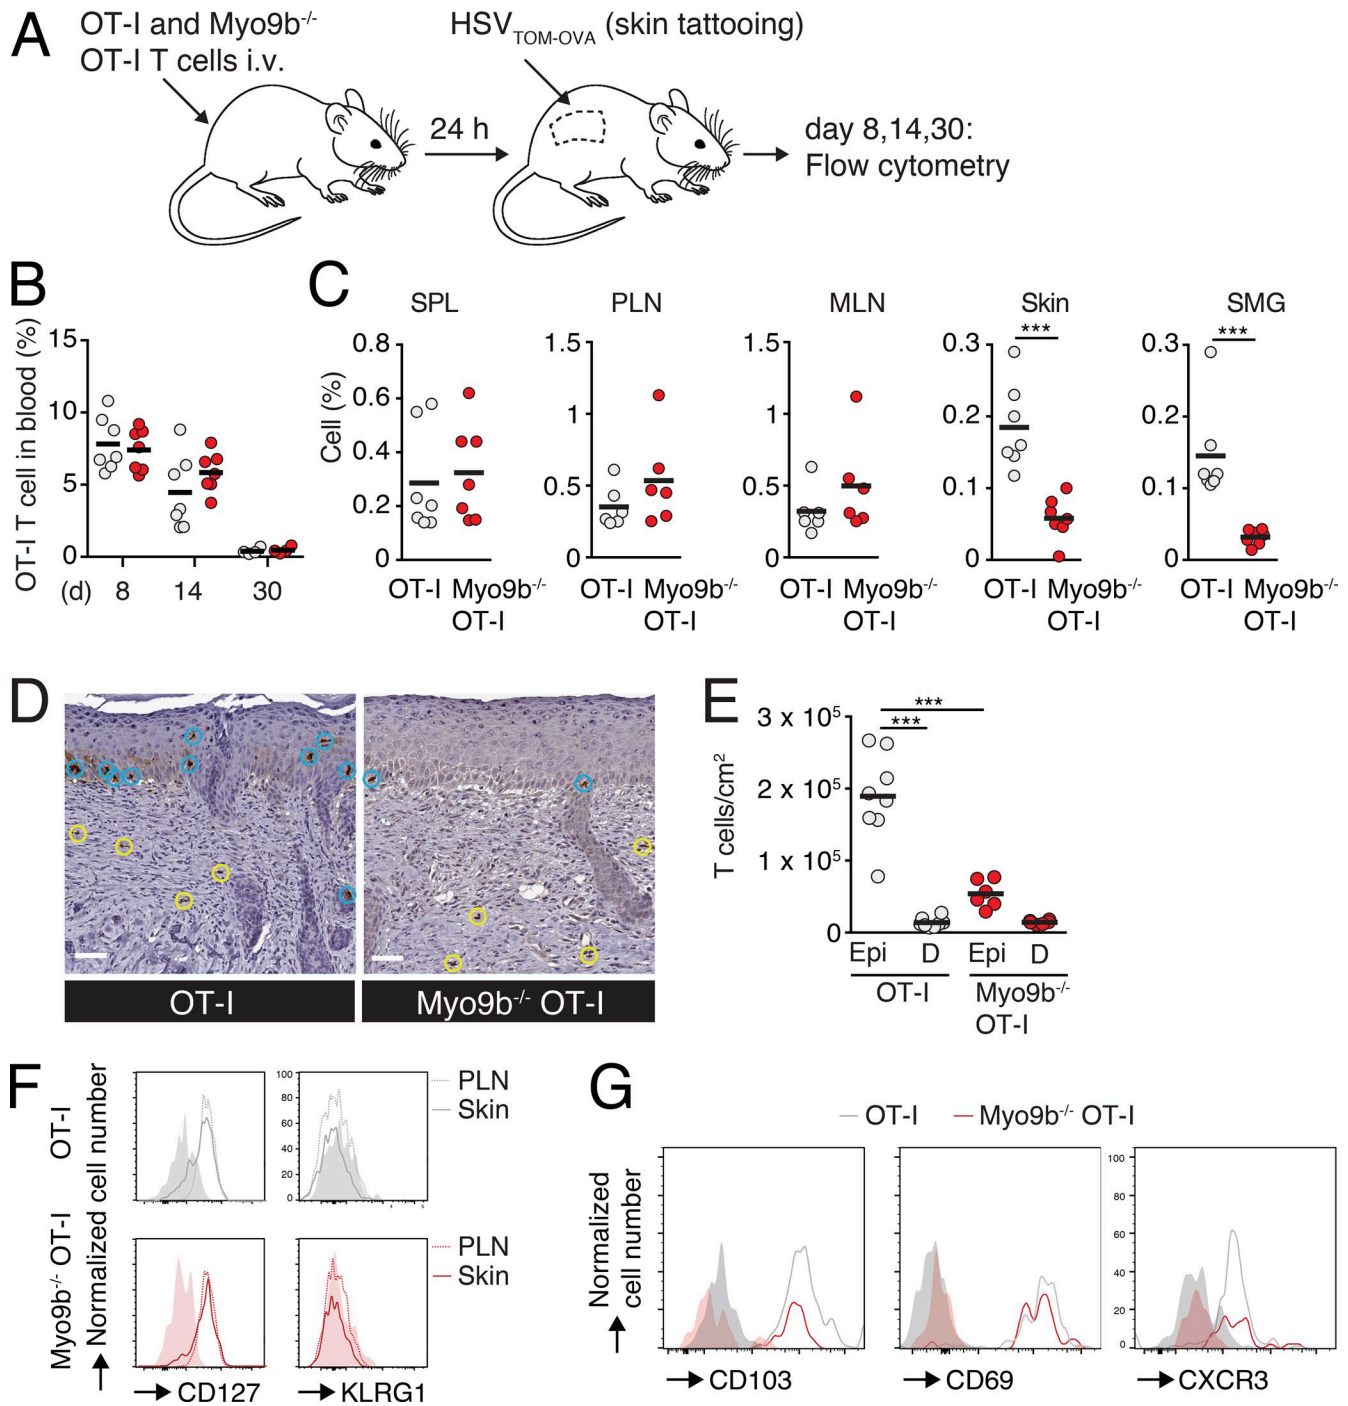 A
OT-I and Myo9b-/-
OT-I T cells i.v.
HSVTOM-OVA (skin tattooing)
24 h
day 8,14,30:
Flow cytometry
B
OT-I T cell in blood (%)
15
10
5
0
(d) 8 14 30
C
Cell (%)
SPL
0.8
0.6
0.4
0.2
0
OT-I Myo9b-/-
OT-I
PLN
1.5
1
0.5
0
OT-I Myo9b-/-
OT-I
MLN
1.5
1
0.5
0
OT-I Myo9b-/-
OT-I
Skin
***
0.3
0.2
0.1
0
OT-I Myo9b-/-
OT-I
SMG
***
0.3
0.2
0.1
0
OT-I Myo9b-/-
OT-I
D
OT-I
Myo9b-/- OT-I
E
T cells/cm2
3 x 105
2 x 105
1 x 105
0
***
***
Epi D Epi D
OT-I Myo9b-/-
OT-I
F
OT-I
Myo9b-/- OT-I
Normalized cell number
100
80
60
40
20
0
4 5
PLN
Skin
PLN
Skin
CD127
KLRG1
G
OT-I Myo9b-/- OT-I
Normalized
cell number
100
80
60
40
20
0
CD103
CD69
CXCR3